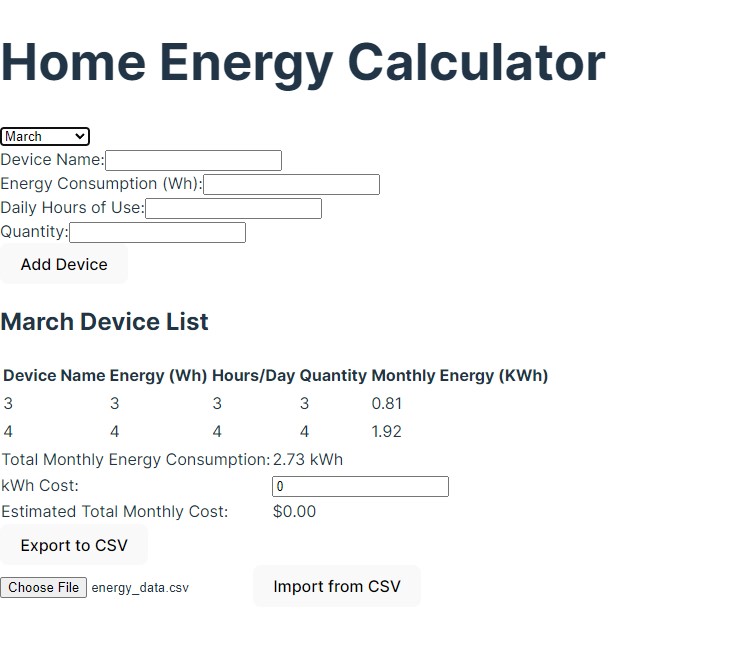 Home Energy Calculator
March
Device Name:
Energy Consumption (Wh):
Daily Hours of Use:
Quantity:
Add Device
March Device List
Device Name Energy (Wh) Hours/Day Quantity Monthly Energy (KWh)
3 3 3 3 0.81
4 4 4 4 1.92
Total Monthly Energy Consumption: 2.73 kWh
kWh Cost: 0
Estimated Total Monthly Cost: $0.00
Export to CSV
Choose File energy_data.csv Import from CSV